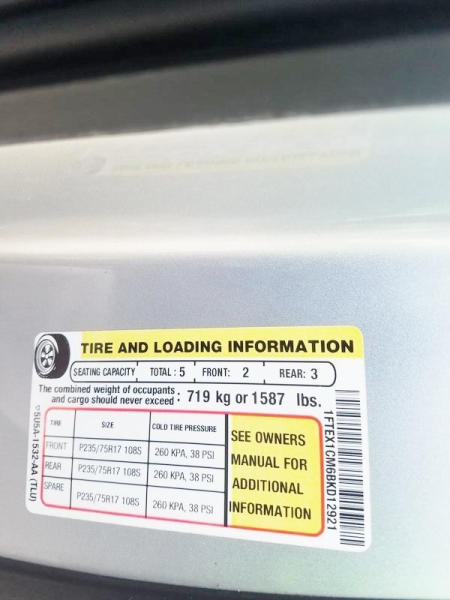 TIRE AND LOADING INFORMATION
SEATING CAPACITY TOTAL : 5 FRONT: 2 REAR: 3
The combined weight of occupants and cargo should never exceed : 719 kg or 1587 lbs.
TIRE SIZE COLD TIRE PRESSURE
FRONT P235/75R17 108S 260 KPA, 38 PSI
REAR P235/75R17 108S 260 KPA, 38 PSI
SPARE P235/75R17 108S 260 KPA, 38 PSI
SEE OWNERS
MANUAL FOR
ADDITIONAL
INFORMATION
5U5A-1532-AA (TLU)
1FTEX1CM6BKD12921